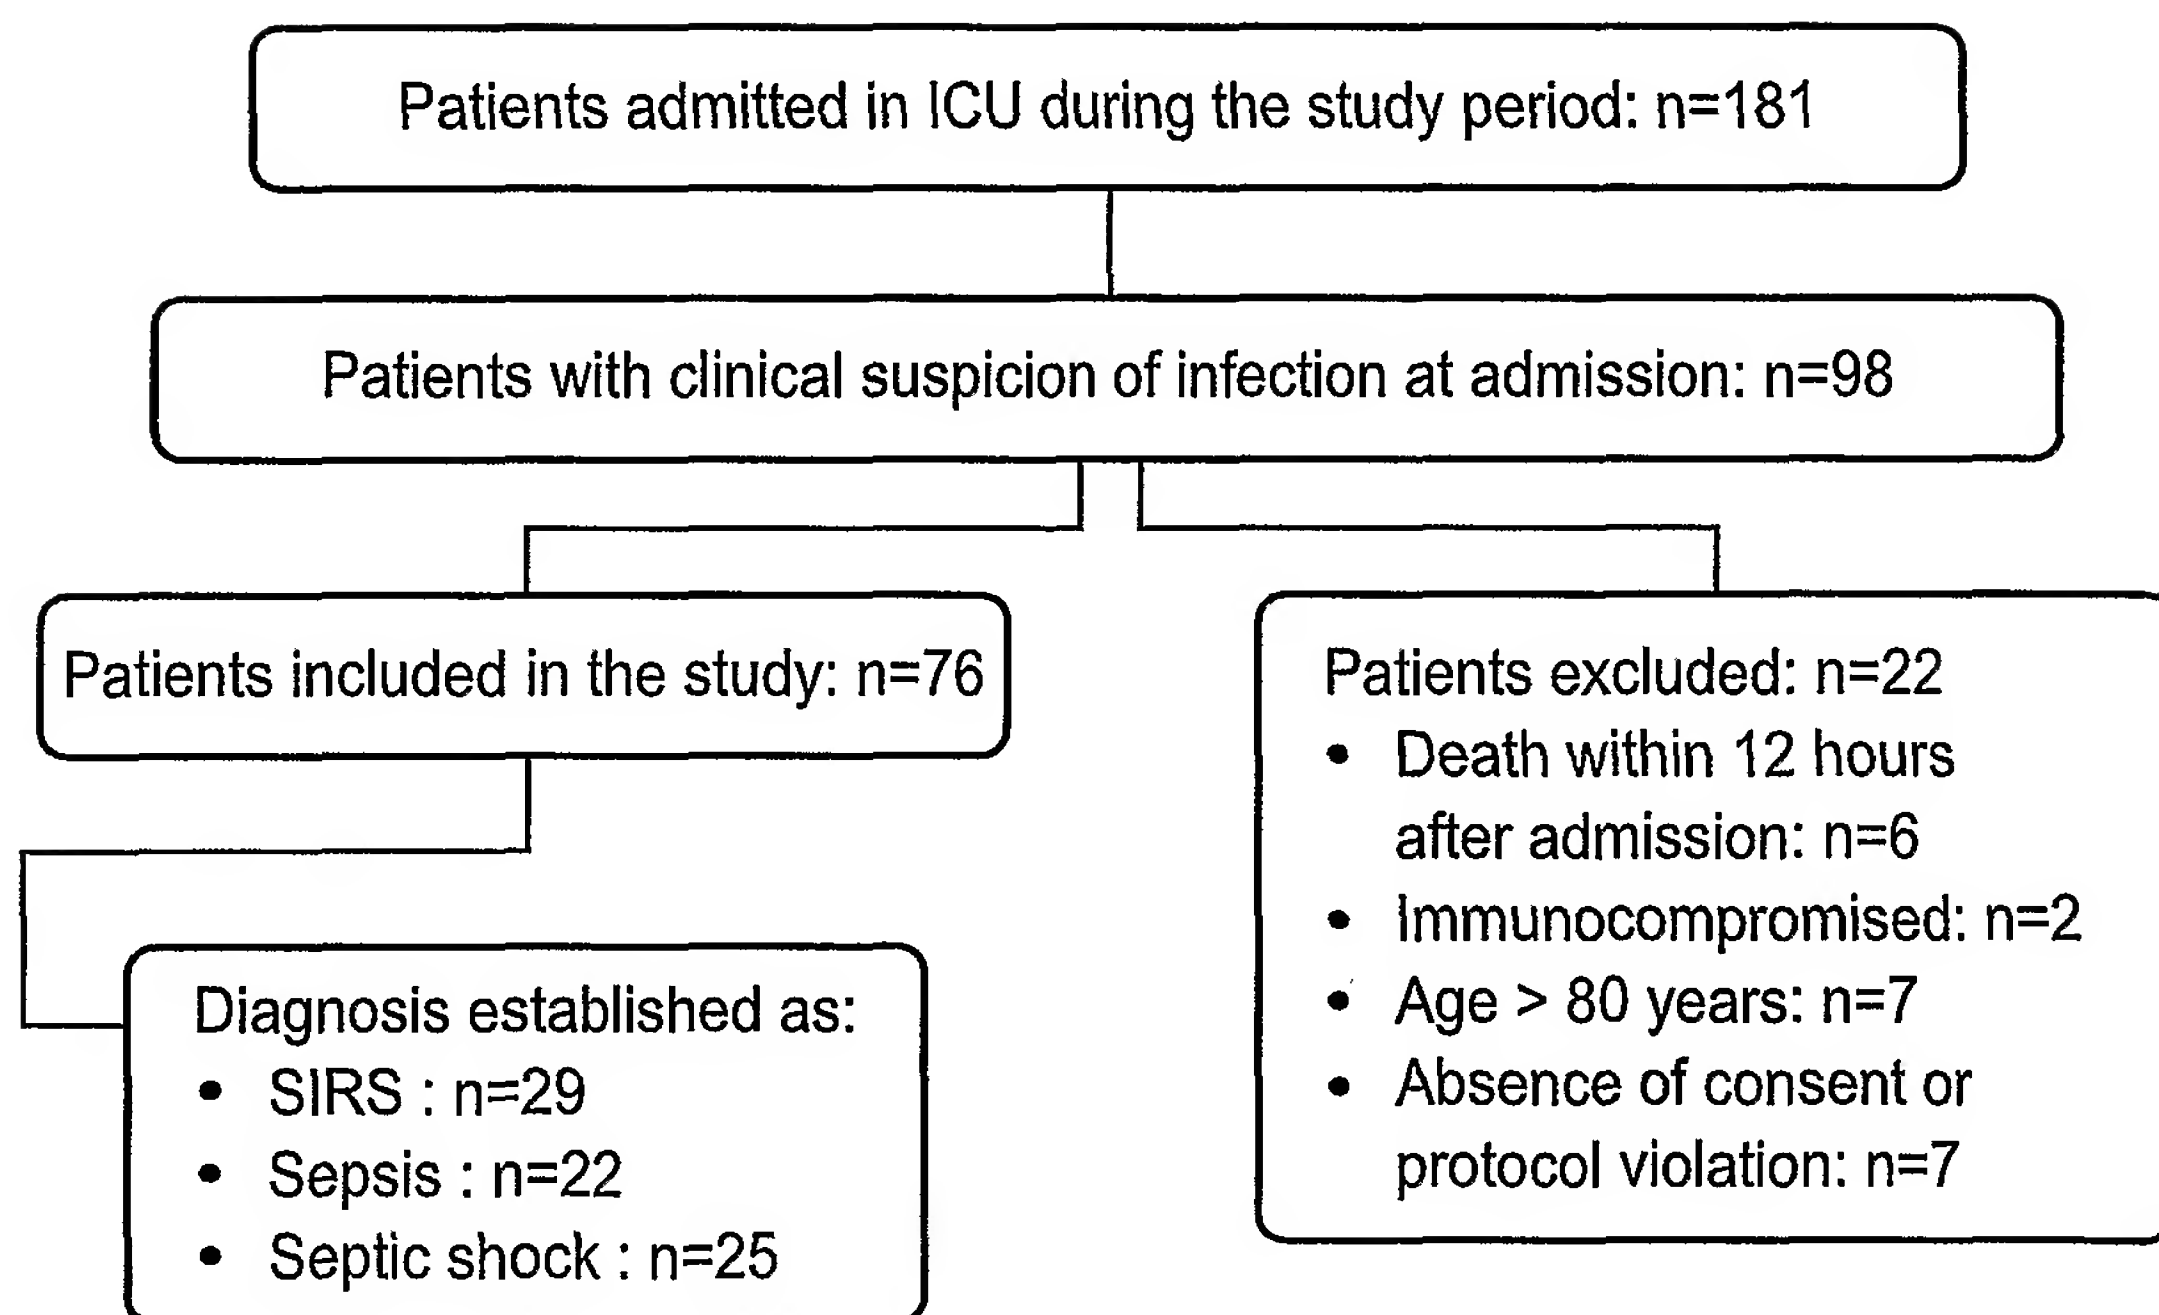 Patients admitted in ICU during the study period: n=181
Patients with clinical suspicion of infection at admission: n=98
Patients included in the study: n=76
Patients excluded: n=22
• Death within 12 hours
after admission: n=6
• Immunocompromised: n=2
• Age > 80 years: n=7
• Absence of consent or
protocol violation: n=7
Diagnosis established as:
• SIRS : n=29
• Sepsis : n=22
• Septic shock : n=25